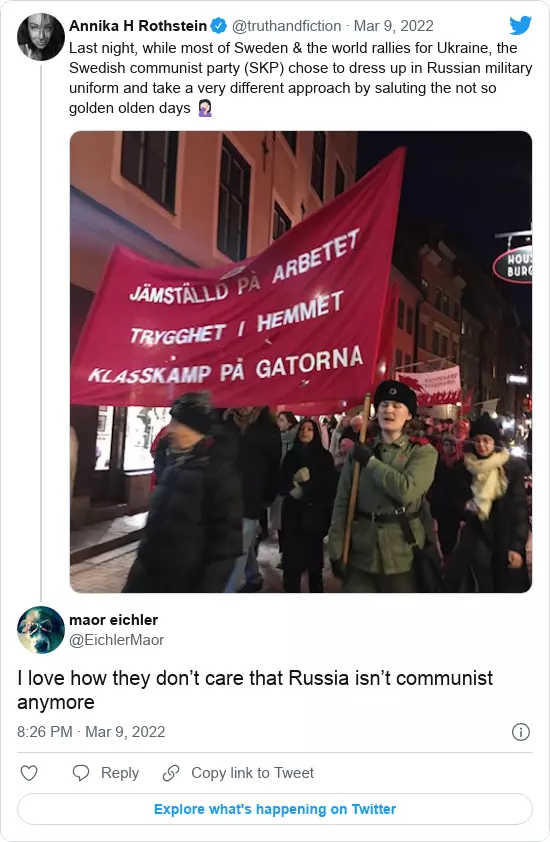 Annika H Rothstein @truthandfiction · Mar 9, 2022
Last night, while most of Sweden & the world rallies for Ukraine, the
Swedish communist party (SKP) chose to dress up in Russian military
uniform and take a very different approach by saluting the not so
golden olden days 🤦🏻‍♀️
JÄMSTÄLLD PÅ ARBETET
TRYGGHET I HEMMET
KLASSKAMP PÅ GATORNA
maor eichler
@EichlerMaor
I love how they don’t care that Russia isn’t communist
anymore
8:26 PM · Mar 9, 2022
Reply
Copy link to Tweet
Explore what's happening on Twitter